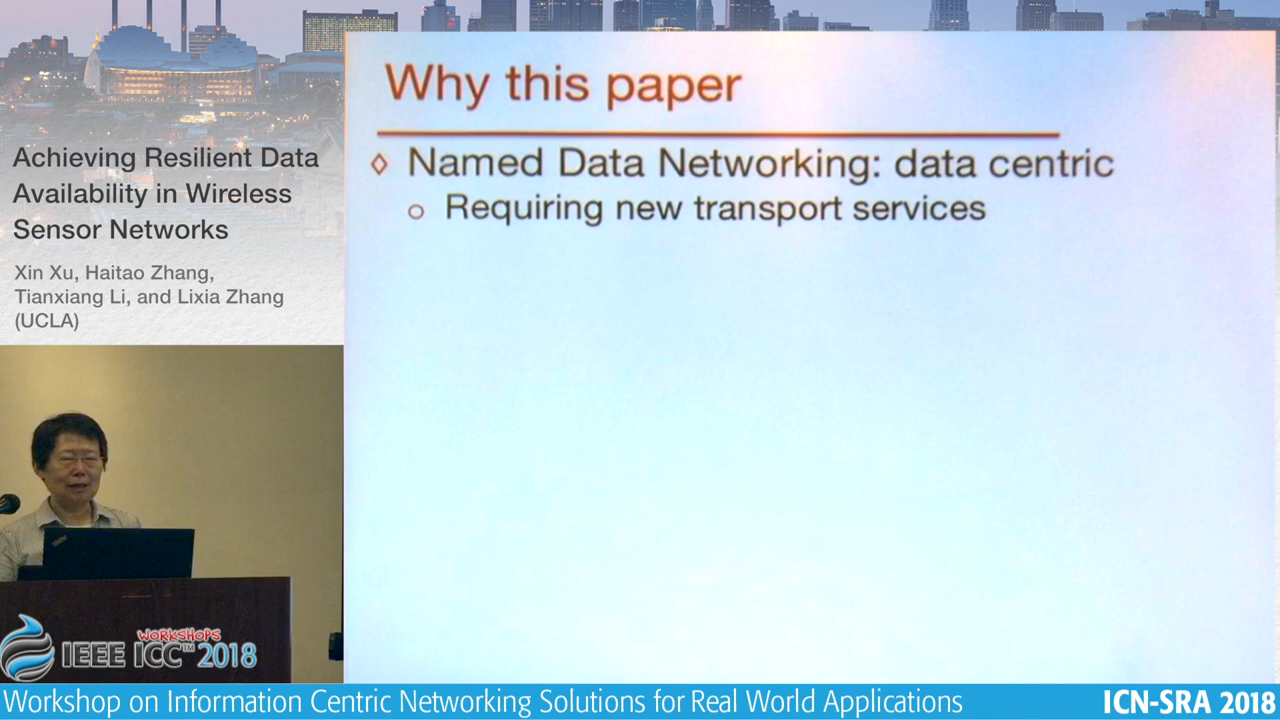 Achieving Resilient Data
Availability in Wireless
Sensor Networks
Xin Xu, Haitao Zhang,
Tianxiang Li, and Lixia Zhang
(UCLA)
Why this paper
Named Data Networking: data centric
Requiring new transport services
WORKSHOPS
IEEE ICC™ 2018
Workshop on Information Centric Networking Solutions for Real World Applications
ICN-SRA 2018